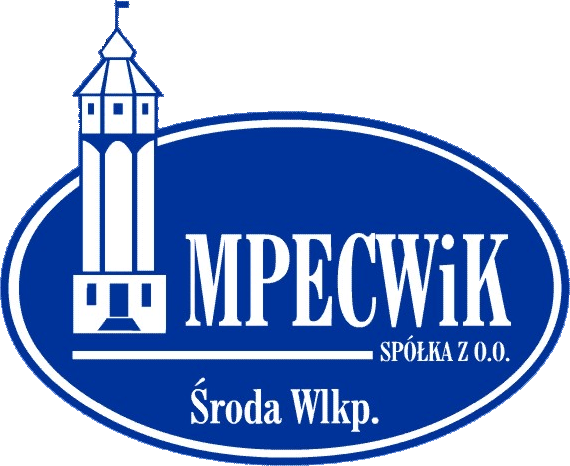 MPECWiK
SPÓŁKA Z O.O.
Środa Wlkp.